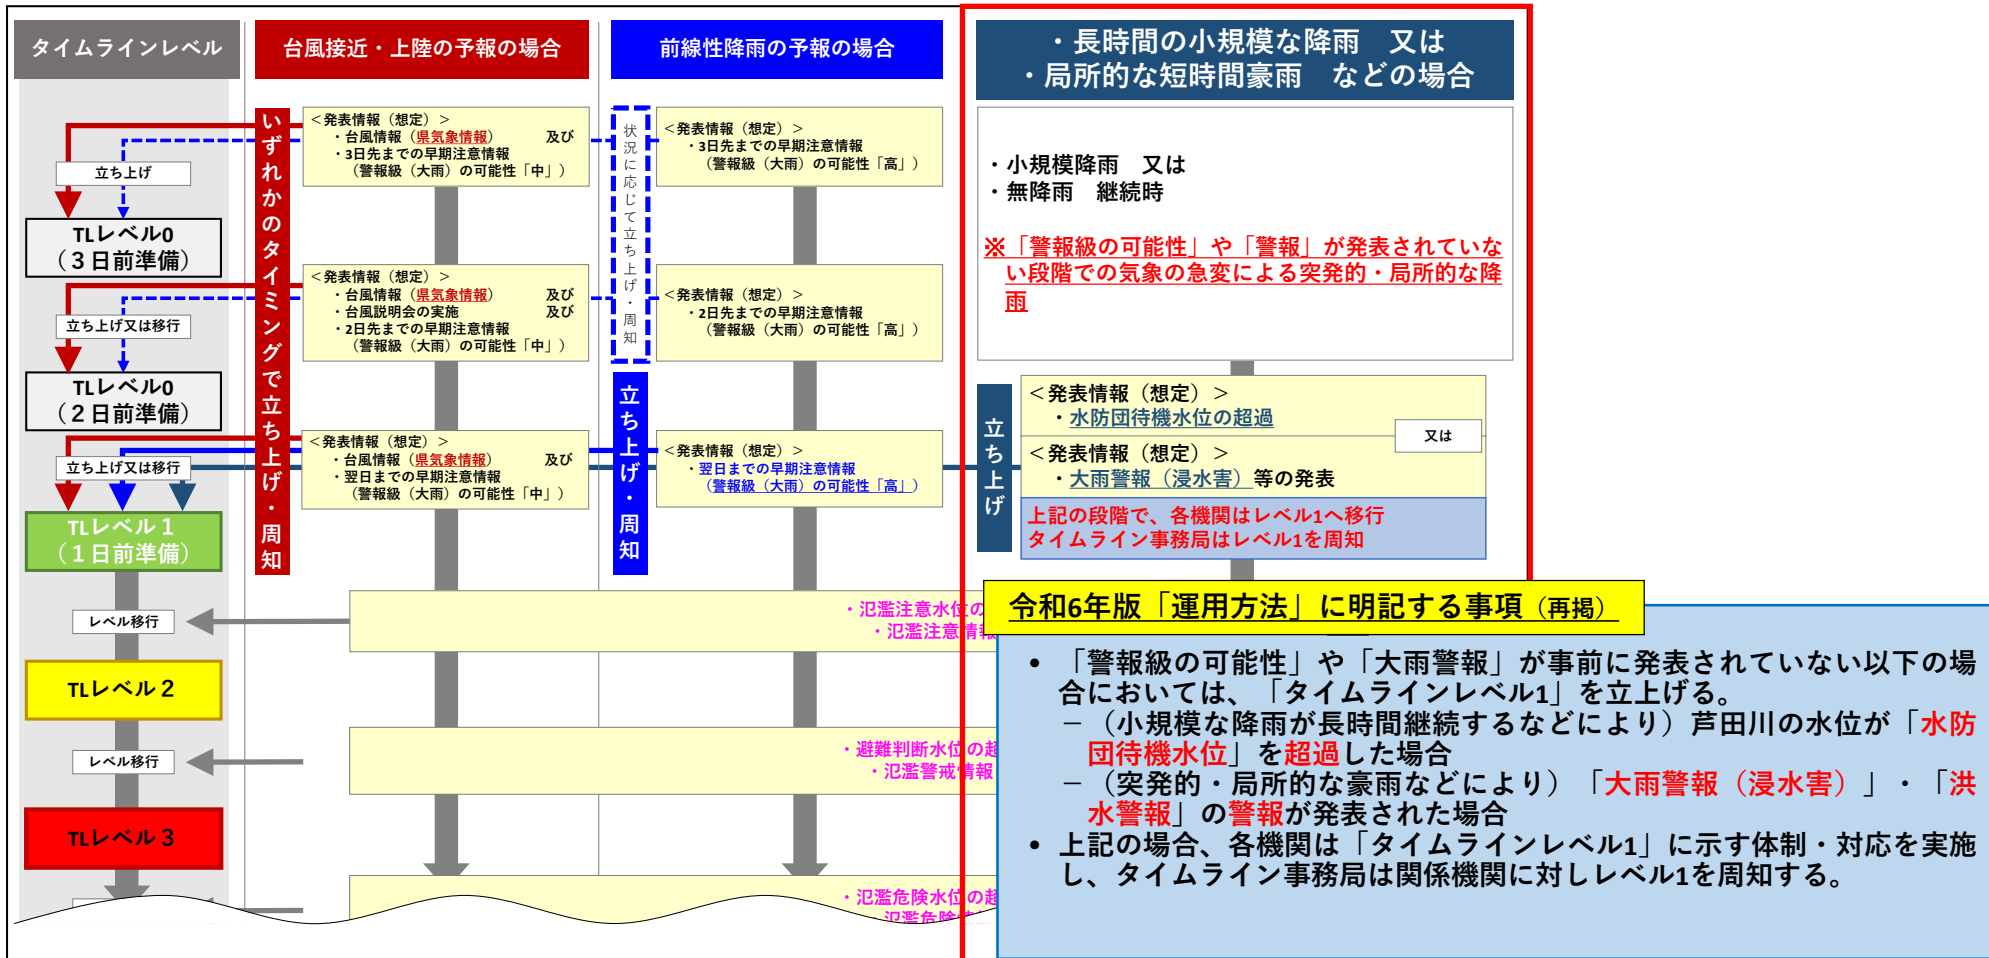 タイムラインレベル
台風接近・上陸の予報の場合
前線性降雨の予報の場合
・長時間の小規模な降雨　又は
・局所的な短時間豪雨　などの場合
いずれかのタイミングで立ち上げ・周知
状況に応じて立ち上げ・周知
立ち上げ・周知
立ち上げ
立ち上げ
TLレベル0
（３日前準備）
立ち上げ又は移行
TLレベル0
（２日前準備）
立ち上げ又は移行
TLレベル１
（１日前準備）
レベル移行
TLレベル２
レベル移行
TLレベル３
＜発表情報（想定）＞
・台風情報（県気象情報）　　　及び
・3日先までの早期注意情報
（警報級（大雨）の可能性「中」）
＜発表情報（想定）＞
・台風情報（県気象情報）　　　及び
・台風説明会の実施　　　　　　及び
・2日先までの早期注意情報
（警報級（大雨）の可能性「中」）
＜発表情報（想定）＞
・台風情報（県気象情報）　　　及び
・翌日までの早期注意情報
（警報級（大雨）の可能性「中」）
＜発表情報（想定）＞
・3日先までの早期注意情報
（警報級（大雨）の可能性「高」）
＜発表情報（想定）＞
・2日先までの早期注意情報
（警報級（大雨）の可能性「高」）
＜発表情報（想定）＞
・翌日までの早期注意情報
（警報級（大雨）の可能性「高」）
・小規模降雨　又は
・無降雨　継続時
※「警報級の可能性」や「警報」が発表されていな
い段階での気象の急変による突発的・局所的な降
雨
＜発表情報（想定）＞
・水防団待機水位の超過
又は
＜発表情報（想定）＞
・大雨警報（浸水害）等の発表
上記の段階で、各機関はレベル1へ移行
タイムライン事務局はレベル1を周知
・氾濫注意水位の
・氾濫注意情報
・避難判断水位の超
・氾濫警戒情報
・氾濫危険水位の超
令和6年版「運用方法」に明記する事項（再掲）
• 「警報級の可能性」や「大雨警報」が事前に発表されていない以下の場
合においては、「タイムラインレベル1」を立上げる。
－（小規模な降雨が長時間継続するなどにより）芦田川の水位が「水防
団待機水位」を超過した場合
－（突発的・局所的な豪雨などにより）「大雨警報（浸水害）」・「洪
水警報」の警報が発表された場合
• 上記の場合、各機関は「タイムラインレベル1」に示す体制・対応を実施
し、タイムライン事務局は関係機関に対しレベル1を周知する。